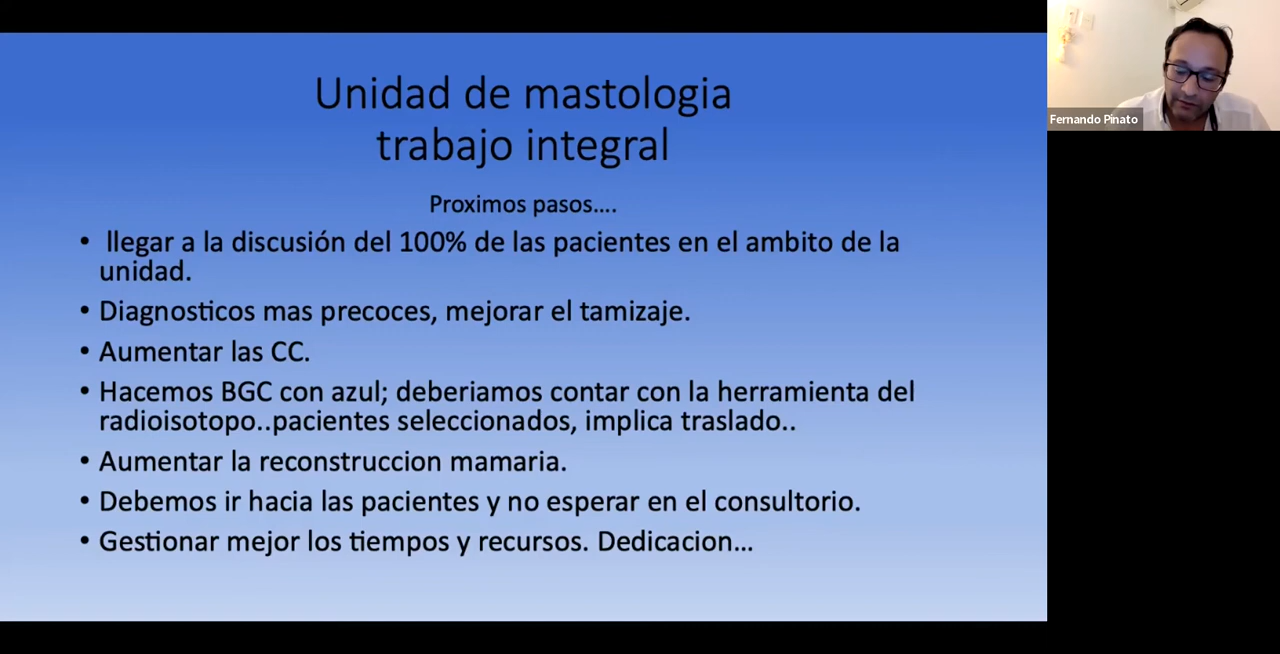 Unidad de mastologia
trabajo integral
Proximos pasos....
• llegar a la discusión del 100% de las pacientes en el ambito de la
unidad.
• Diagnosticos mas precoces, mejorar el tamizaje.
• Aumentar las CC.
• Hacemos BGC con azul; deberiamos contar con la herramienta del
radioisotopo..pacientes seleccionados, implica traslado..
• Aumentar la reconstruccion mamaria.
• Debemos ir hacia las pacientes y no esperar en el consultorio.
• Gestionar mejor los tiempos y recursos. Dedicacion...
Fernando Pinato